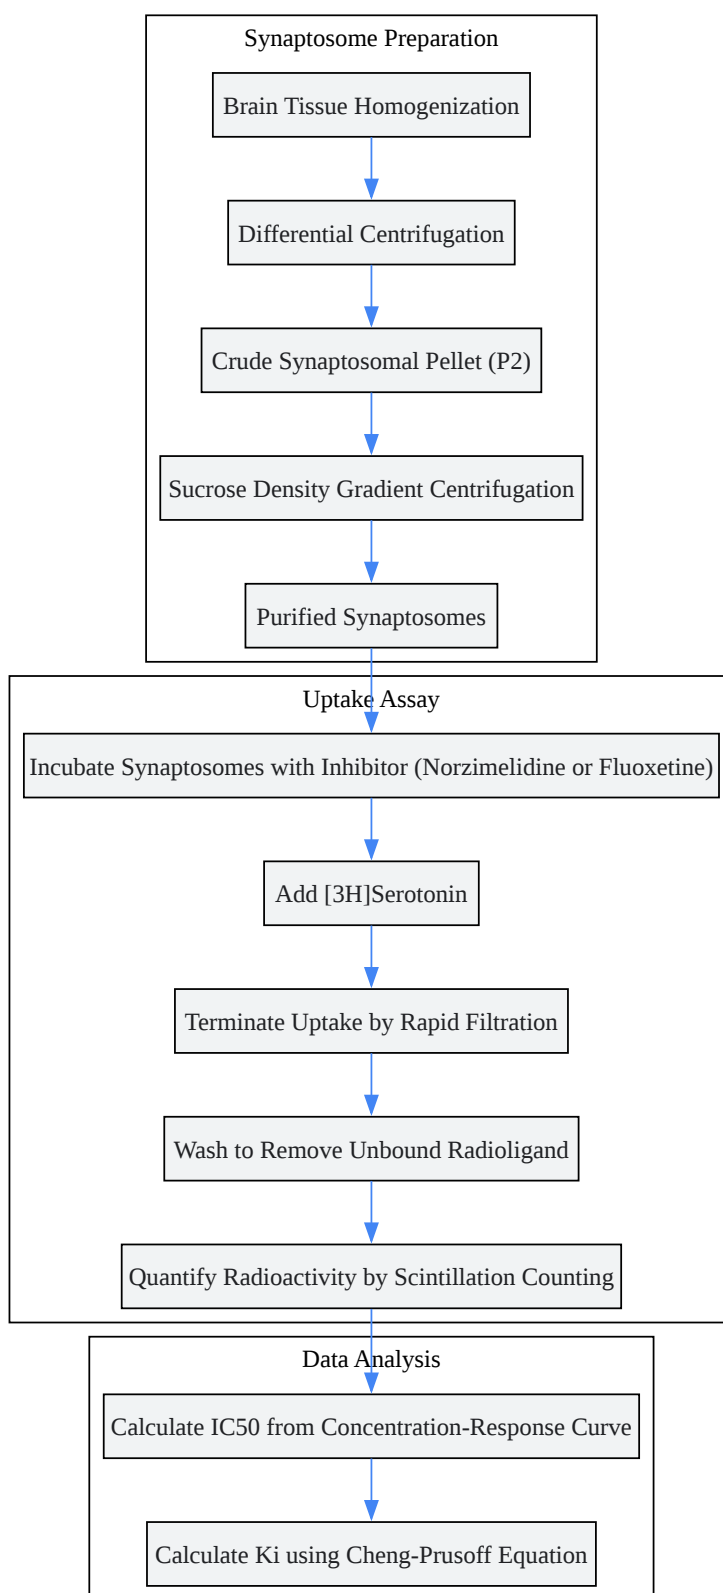 Synaptosome Preparation
Brain Tissue Homogenization
Differential Centrifugation
Crude Synaptosomal Pellet (P2)
Sucrose Density Gradient Centrifugation
Purified Synaptosomes
Uptake Assay
Incubate Synaptosomes with Inhibitor (Norzimelidine or Fluoxetine)
Add [3H]Serotonin
Terminate Uptake by Rapid Filtration
Wash to Remove Unbound Radioligand
Quantify Radioactivity by Scintillation Counting
Data Analysis
Calculate IC50 from Concentration-Response Curve
Calculate Ki using Cheng-Prusoff Equation